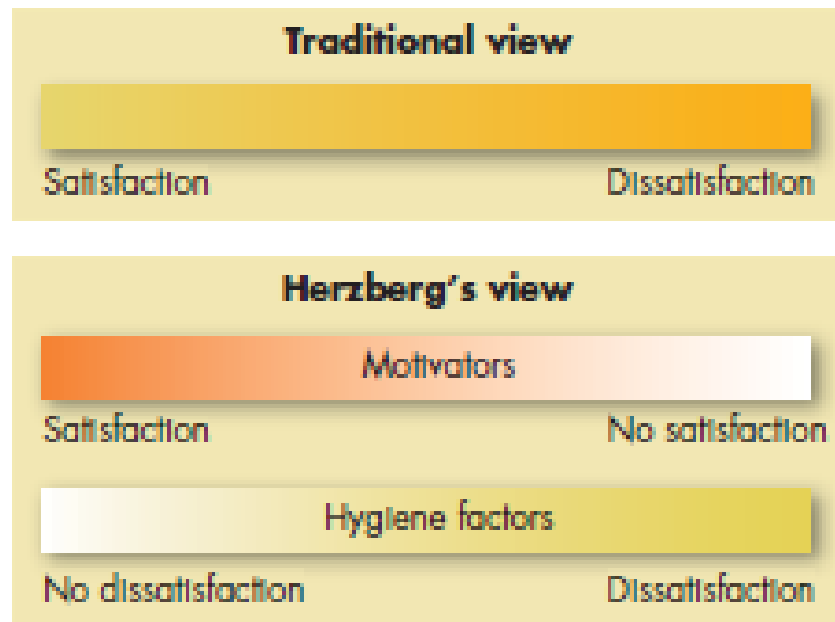 Traditional view
Satisfaction Dissatisfaction
Herzberg's view
Motivators
Satisfaction No satisfaction
Hygiene factors
No dissatisfaction Dissatisfaction